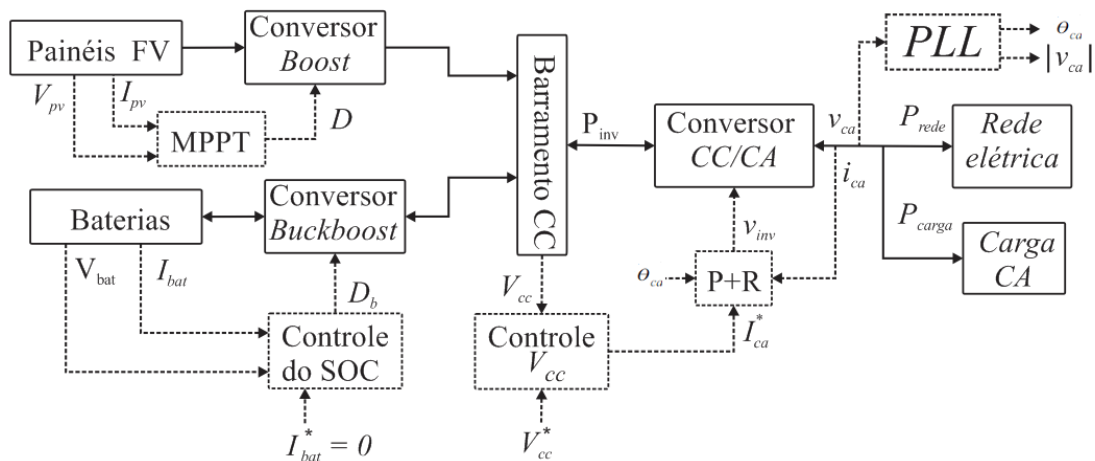 Painéis FV
Conversor
Boost
V_pv
I_pv
MPPT
D
Baterias
Conversor
Buckboost
V_bat
I_bat
D_b
Controle
do SOC
I*_bat = 0
Barramento CC
V_cc
Controle
V_cc
V*_cc
P_inv
Conversor
CC/CA
v_inv
θ_ca
P+R
I*_ca
v_ca
i_ca
PLL
θ_ca
|v_ca|
P_rede
Rede
elétrica
P_carga
Carga
CA